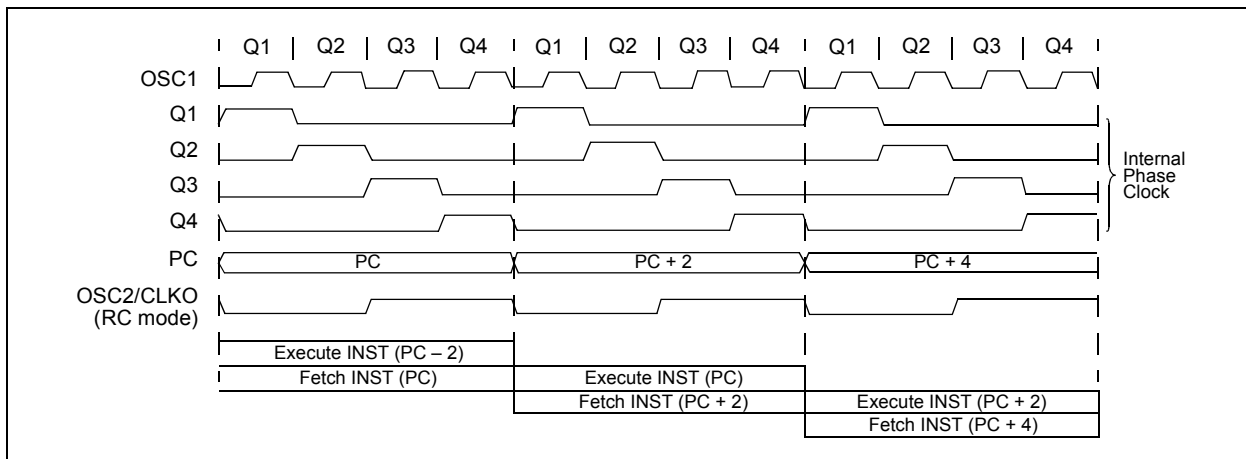 Q1 Q2 Q3 Q4 Q1 Q2 Q3 Q4 Q1 Q2 Q3 Q4
OSC1
Q1
Q2
Q3
Q4
Internal
Phase
Clock
PC PC PC + 2 PC + 4
OSC2/CLKO
(RC mode)
Execute INST (PC – 2)
Fetch INST (PC) Execute INST (PC)
Fetch INST (PC + 2) Execute INST (PC + 2)
Fetch INST (PC + 4)